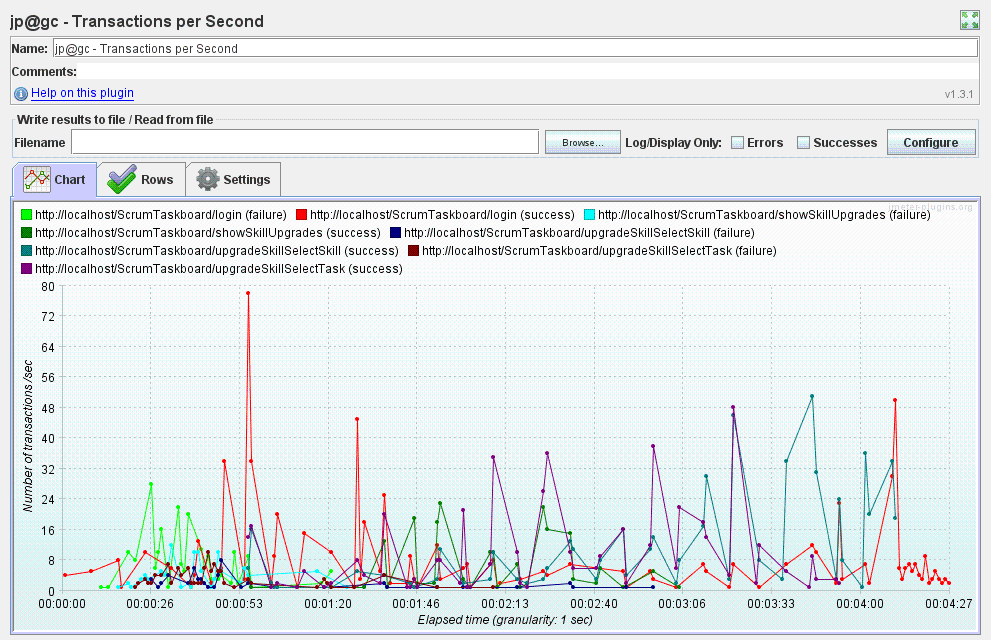 jp@gc - Transactions per Second
Name: jp@gc - Transactions per Second
Comments:
Help on this plugin v1.3.1
Write results to file / Read from file
Filename Browse... Log/Display Only: Errors Successes Configure
Chart Rows Settings
jmeter-plugins.org
http://localhost/ScrumTaskboard/login (failure) http://localhost/ScrumTaskboard/login (success) http://localhost/ScrumTaskboard/showSkillUpgrades (failure)
http://localhost/ScrumTaskboard/showSkillUpgrades (success) http://localhost/ScrumTaskboard/upgradeSkillSelectSkill (failure)
http://localhost/ScrumTaskboard/upgradeSkillSelectSkill (success) http://localhost/ScrumTaskboard/upgradeSkillSelectTask (failure)
http://localhost/ScrumTaskboard/upgradeSkillSelectTask (success)
80
72
64
56
48
40
32
24
16
8
0
Number of transactions /sec
00:00:00 00:00:26 00:00:53 00:01:20 00:01:46 00:02:13 00:02:40 00:03:06 00:03:33 00:04:00 00:04:27
Elapsed time (granularity: 1 sec)